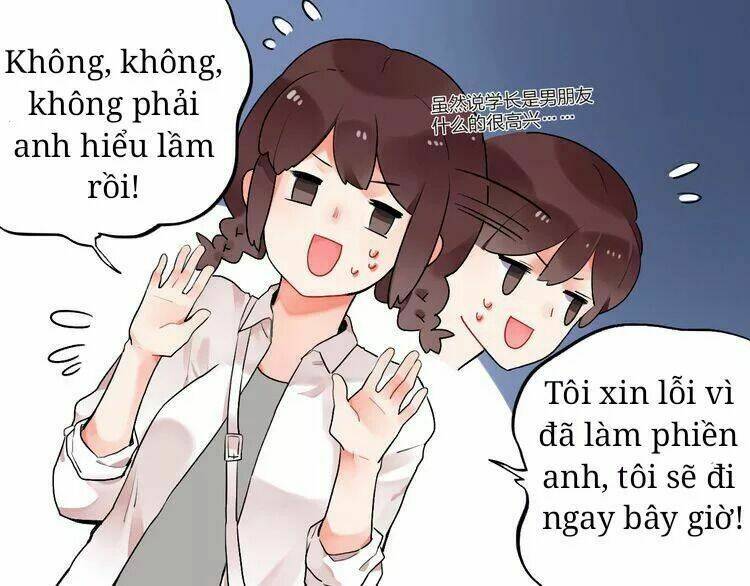 Không, không,
không phải
anh hiểu lầm
rồi!
虽然说学长是男朋友
什么的很高兴……
Tôi xin lỗi vì
đã làm phiền
anh, tôi sẽ đi
ngay bây giờ!